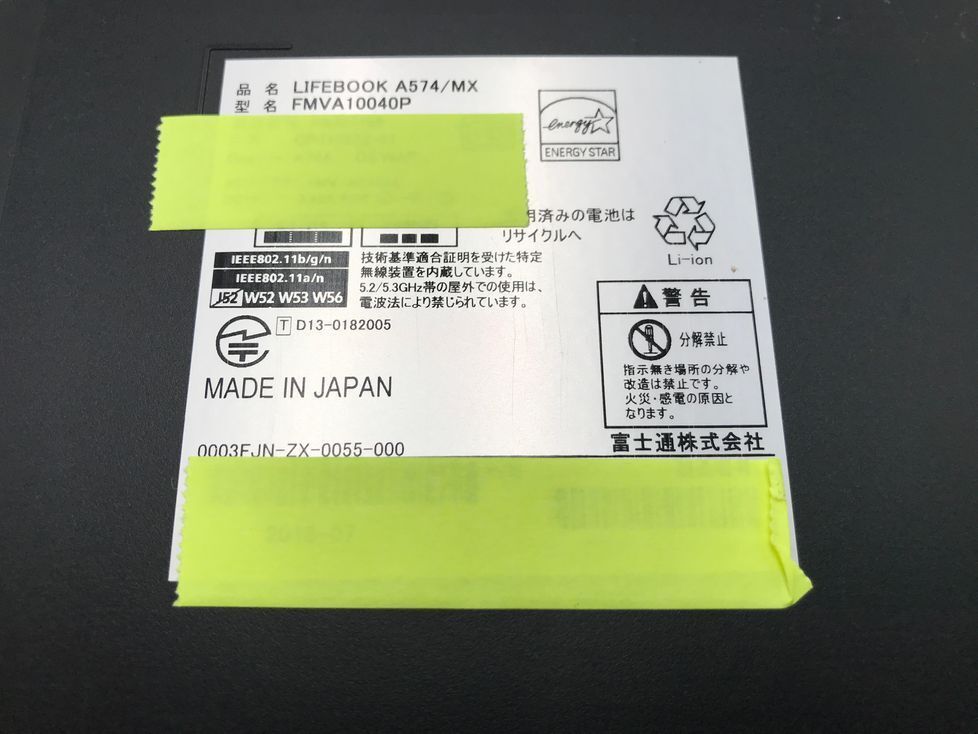 品名 LIFEBOOK A574/MX
型名 FMVA10040P
energy
ENERGY STAR
用済みの電池は
リサイクルへ
Li-ion
IEEE802.11b/g/n
IEEE802.11a/n
J52 W52 W53 W56
技術基準適合証明を受けた特定
無線装置を内蔵しています。
5.2/5.3GHz帯の屋外での使用は、
電波法により禁じられています。
T D13-0182005
MADE IN JAPAN
警告
分解禁止
指示無き場所の分解や
改造は禁止です。
火災・感電の原因と
なります。
0003FJN-ZX-0055-000
富士通株式会社